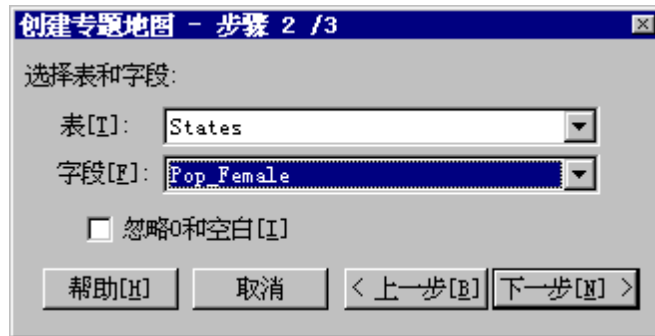 创建专题地图 - 步骤 2 /3
选择表和字段:
表[T]: States
字段[F]: Pop_Female
忽略0和空白[I]
帮助[H] 取消 < 上一步[B] 下一步[N] >